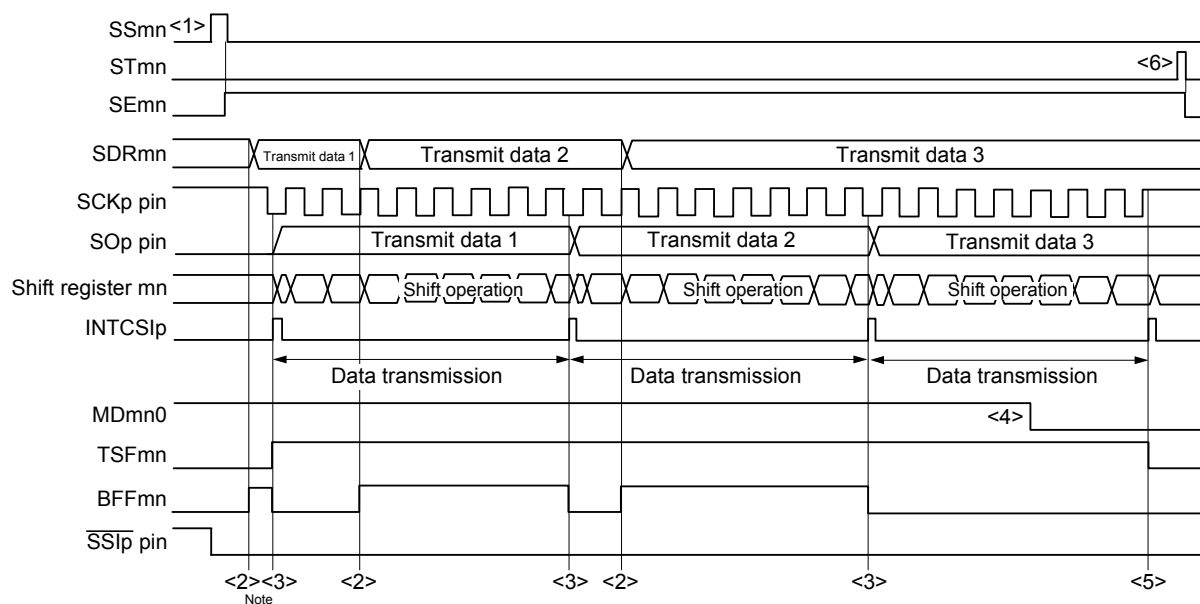 SSmn <1>
STmn <6>
SEmn
SDRmn Transmit data 1 Transmit data 2 Transmit data 3
SCKp pin
SOp pin Transmit data 1 Transmit data 2 Transmit data 3
Shift register mn Shift operation Shift operation Shift operation
INTCSIp
Data transmission Data transmission Data transmission
MDmn0 <4>
TSFmn
BFFmn
SSIp pin
<2> <3> <2> <3> <2> <3> <5>
Note